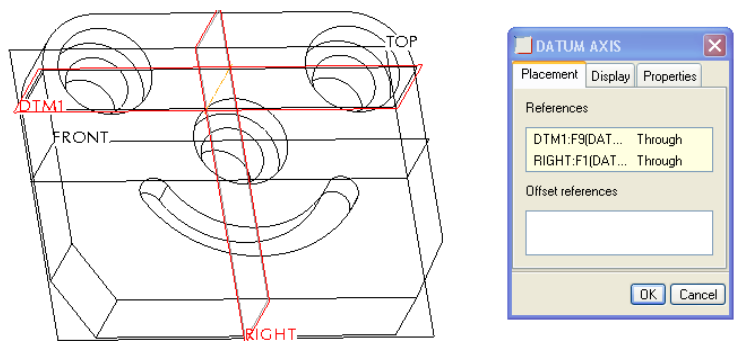 TOP
DTM1
FRONT
RIGHT
DATUM AXIS
Placement Display Properties
References
DTM1:F9(DAT... Through
RIGHT:F1(DAT... Through
Offset references
OK Cancel